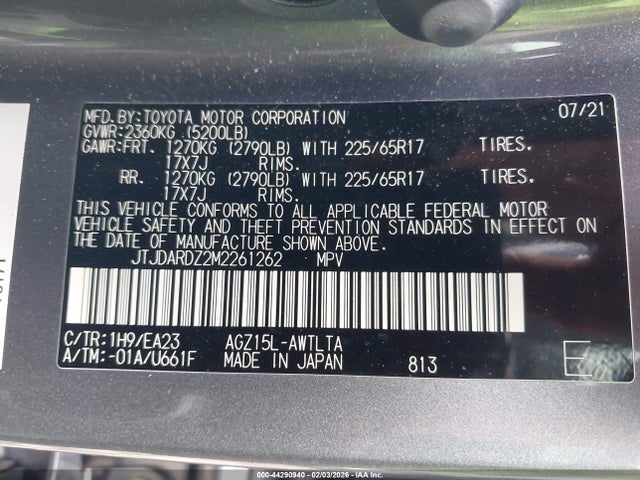 MFD.BY:TOYOTA MOTOR CORPORATION 07/21
GVWR:2360KG (5200LB)
GAWR:FRT. 1270KG (2790LB) WITH 225/65R17 TIRES.
17X7J RIMS.
RR. 1270KG (2790LB) WITH 225/65R17 TIRES.
17X7J RIMS.
THIS VEHICLE CONFORMS TO ALL APPLICABLE FEDERAL MOTOR
VEHICLE SAFETY AND THEFT PREVENTION STANDARDS IN EFFECT ON
THE DATE OF MANUFACTURE SHOWN ABOVE.
JTJDARDZ2M2261262 MPV
C/TR:1H9/EA23 AGZ15L-AWTLTA
A/TM:-01A/U661F MADE IN JAPAN 813 E
000-44290940 - 02/03/2026 - IAA Inc.